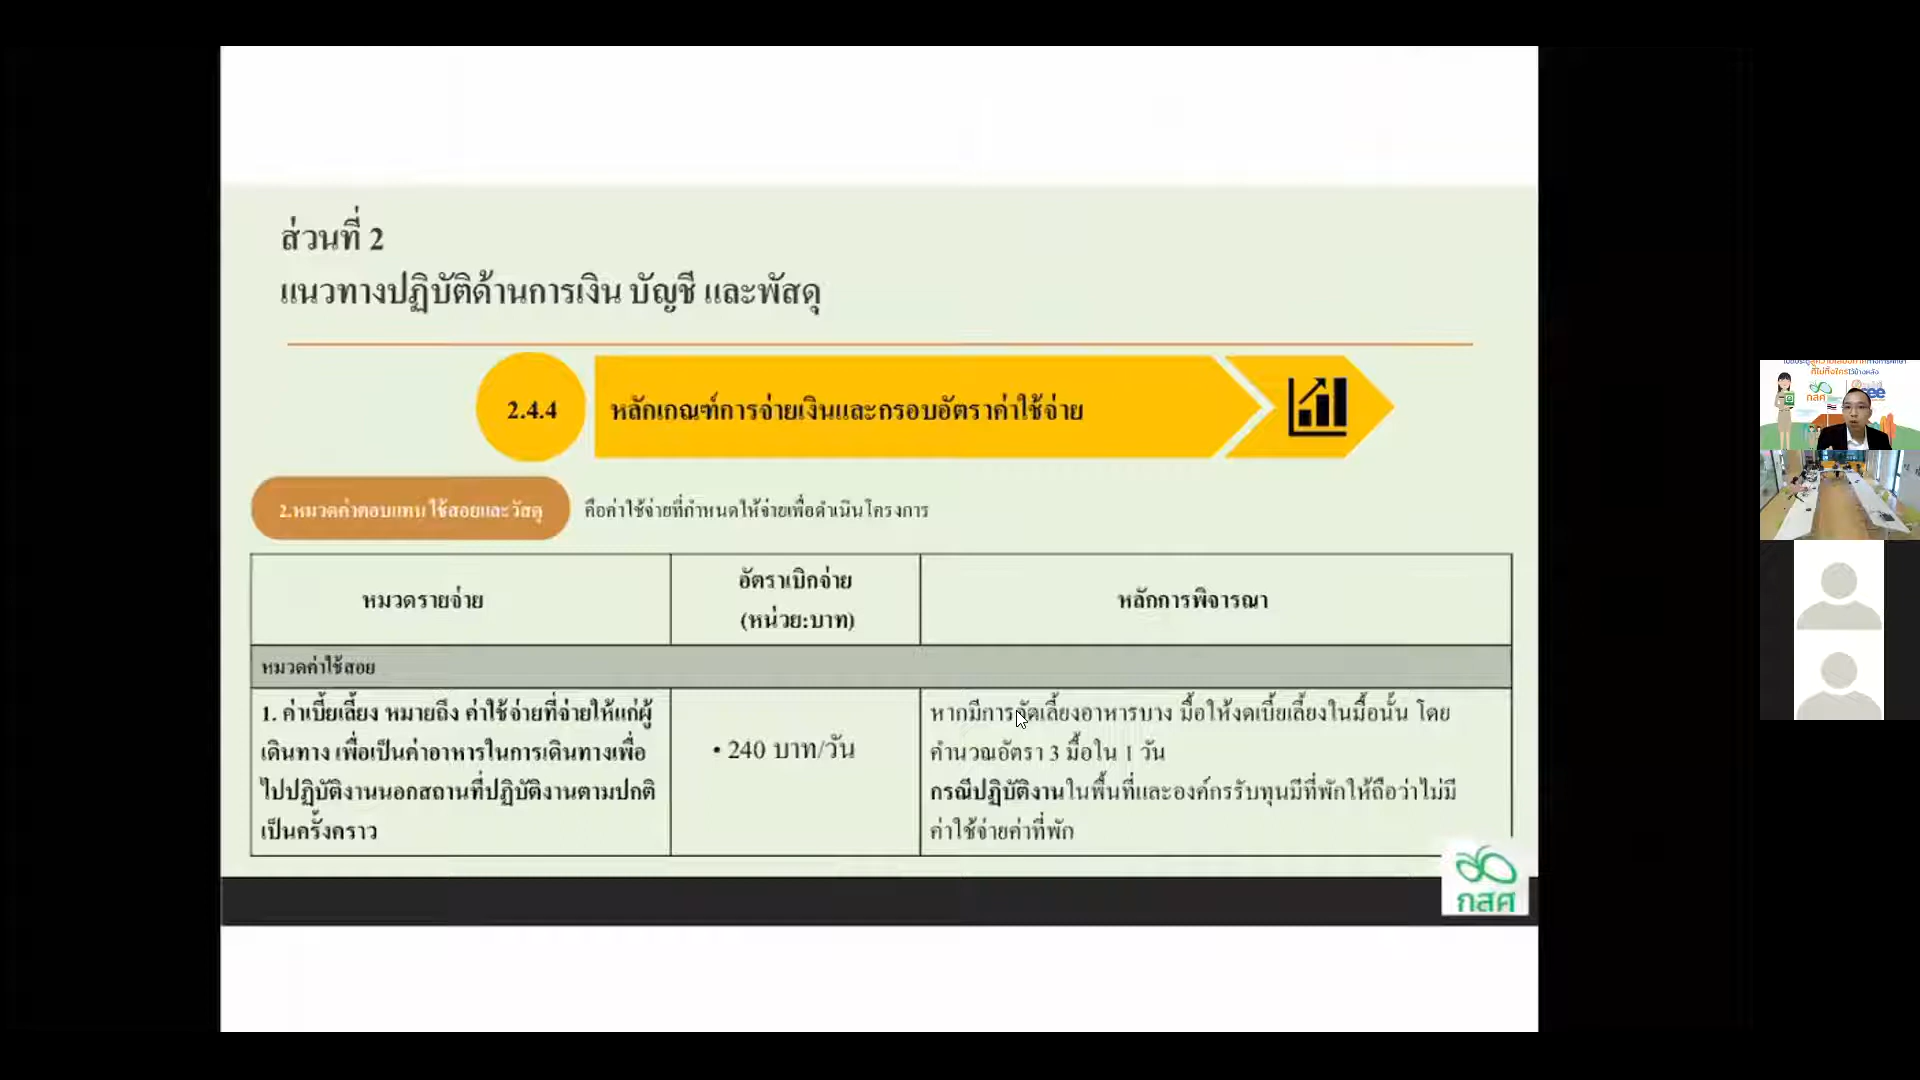 ส่วนที่ 2
แนวทางปฏิบัติด้านการเงิน บัญชี และพัสดุ
2.4.4
หลักเกณฑ์การจ่ายเงินและกรอบอัตราค่าใช้จ่าย
2.หมวดค่าตอบแทน ใช้สอยและวัสดุ
คือค่าใช้จ่ายที่กำหนดให้จ่ายเพื่อดำเนินโครงการ
หมวดรายจ่าย
อัตราเบิกจ่าย
(หน่วย:บาท)
หลักการพิจารณา
หมวดค่าใช้สอย
1. ค่าเบี้ยเลี้ยง หมายถึง ค่าใช้จ่ายที่จ่ายให้แก่ผู้
เดินทาง เพื่อเป็นค่าอาหารในการเดินทางเพื่อ
ไปปฏิบัติงานนอกสถานที่ปฏิบัติงานตามปกติ
เป็นครั้งคราว
• 240 บาท/วัน
หากมีการจัดเลี้ยงอาหารบาง มื้อให้งดเบี้ยเลี้ยงในมื้อนั้น โดย
คำนวณอัตรา 3 มื้อใน 1 วัน
กรณีปฏิบัติงานในพื้นที่และองค์กรรับทุนมีที่พักให้ถือว่าไม่มี
ค่าใช้จ่ายค่าที่พัก
กสศ
ที่ไม่ทิ้งใครไว้ข้างหลัง
กสศ